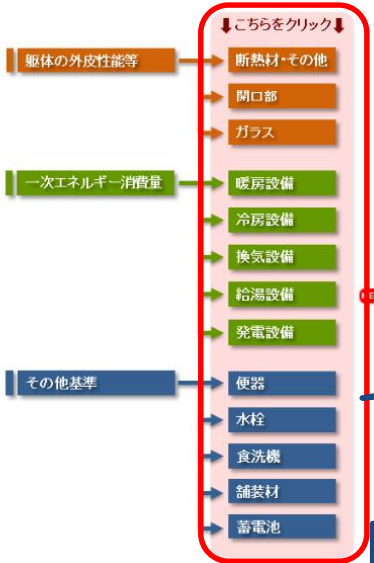 ⬇こちらをクリック⬇
躯体の外皮性能等
断熱材・その他
開口部
ガラス
一次エネルギー消費量
暖房設備
冷房設備
換気設備
給湯設備
発電設備
その他基準
便器
水栓
食洗機
舗装材
蓄電池